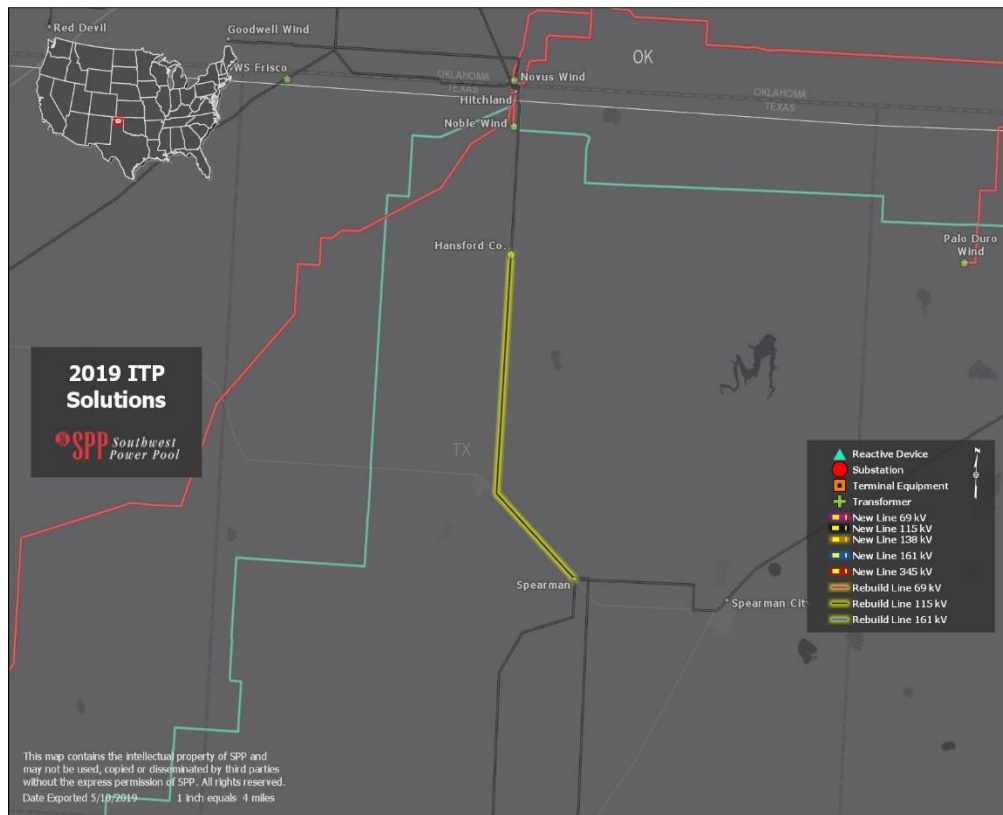 Red Devil
Goodwell Wind
WS Frisco
OK
Novus Wind
OKLAHOMA
TEXAS
OKLAHOMA
TEXAS
Hitchland
Noble Wind
Hansford Co.
Palo Duro
Wind
2019 ITP
Solutions
SPP Southwest
Power Pool
TX
Reactive Device
Substation
Terminal Equipment
Transformer
New Line 69 kV
New Line 115 kV
New Line 138 kV
New Line 161 kV
New Line 345 kV
Rebuild Line 69 kV
Rebuild Line 115 kV
Rebuild Line 161 kV
N
Spearman
Spearman City
This map contains the intellectual property of SPP and
may not be used, copied or disseminated by third parties
without the express permission of SPP. All rights reserved.
Date Exported 5/10/2019 1 inch equals 4 miles